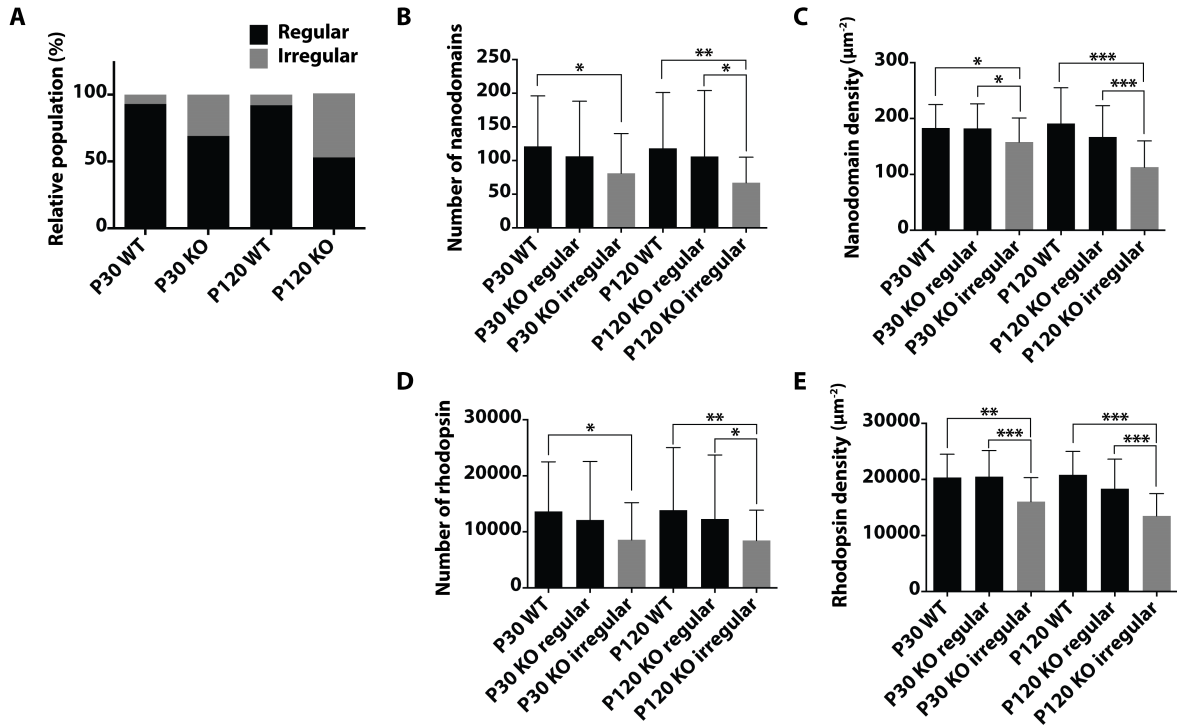 A
Relative population (%)
Regular
Irregular
100
50
0
P30 WT
P30 KO
P120 WT
P120 KO
B
Number of nanodomains
250
200
150
100
50
0
*
**
*
P30 WT
P30 KO regular
P30 KO irregular
P120 WT
P120 KO regular
P120 KO irregular
C
Nanodomain density (μm⁻²)
300
200
100
0
*
*
***
***
P30 WT
P30 KO regular
P30 KO irregular
P120 WT
P120 KO regular
P120 KO irregular
D
Number of rhodopsin
30000
20000
10000
0
*
**
*
P30 WT
P30 KO regular
P30 KO irregular
P120 WT
P120 KO regular
P120 KO irregular
E
Rhodopsin density (μm⁻²)
30000
20000
10000
0
**
***
***
***
P30 WT
P30 KO regular
P30 KO irregular
P120 WT
P120 KO regular
P120 KO irregular